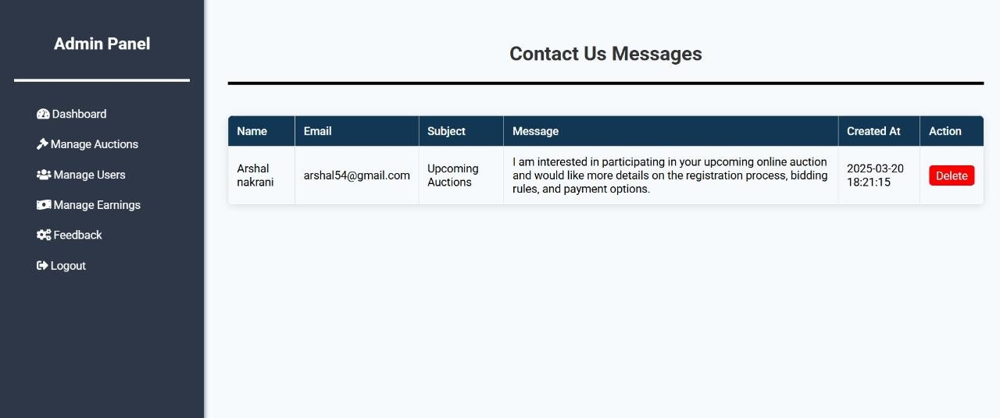 Admin Panel
Dashboard
Manage Auctions
Manage Users
Manage Earnings
Feedback
Logout
Contact Us Messages
Name Email Subject Message Created At Action
Arshal
nakrani
arshal54@gmail.com
Upcoming
Auctions
I am interested in participating in your upcoming online auction
and would like more details on the registration process, bidding
rules, and payment options.
2025-03-20
18:21:15
Delete